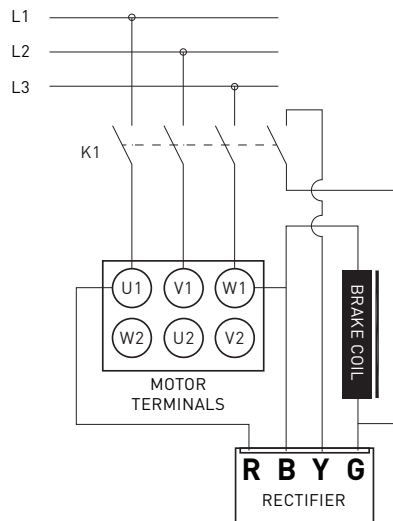 L1
L2
L3
K1
U1 V1 W1
W2 U2 V2
MOTOR
TERMINALS
BRAKE COIL
R B Y G
RECTIFIER